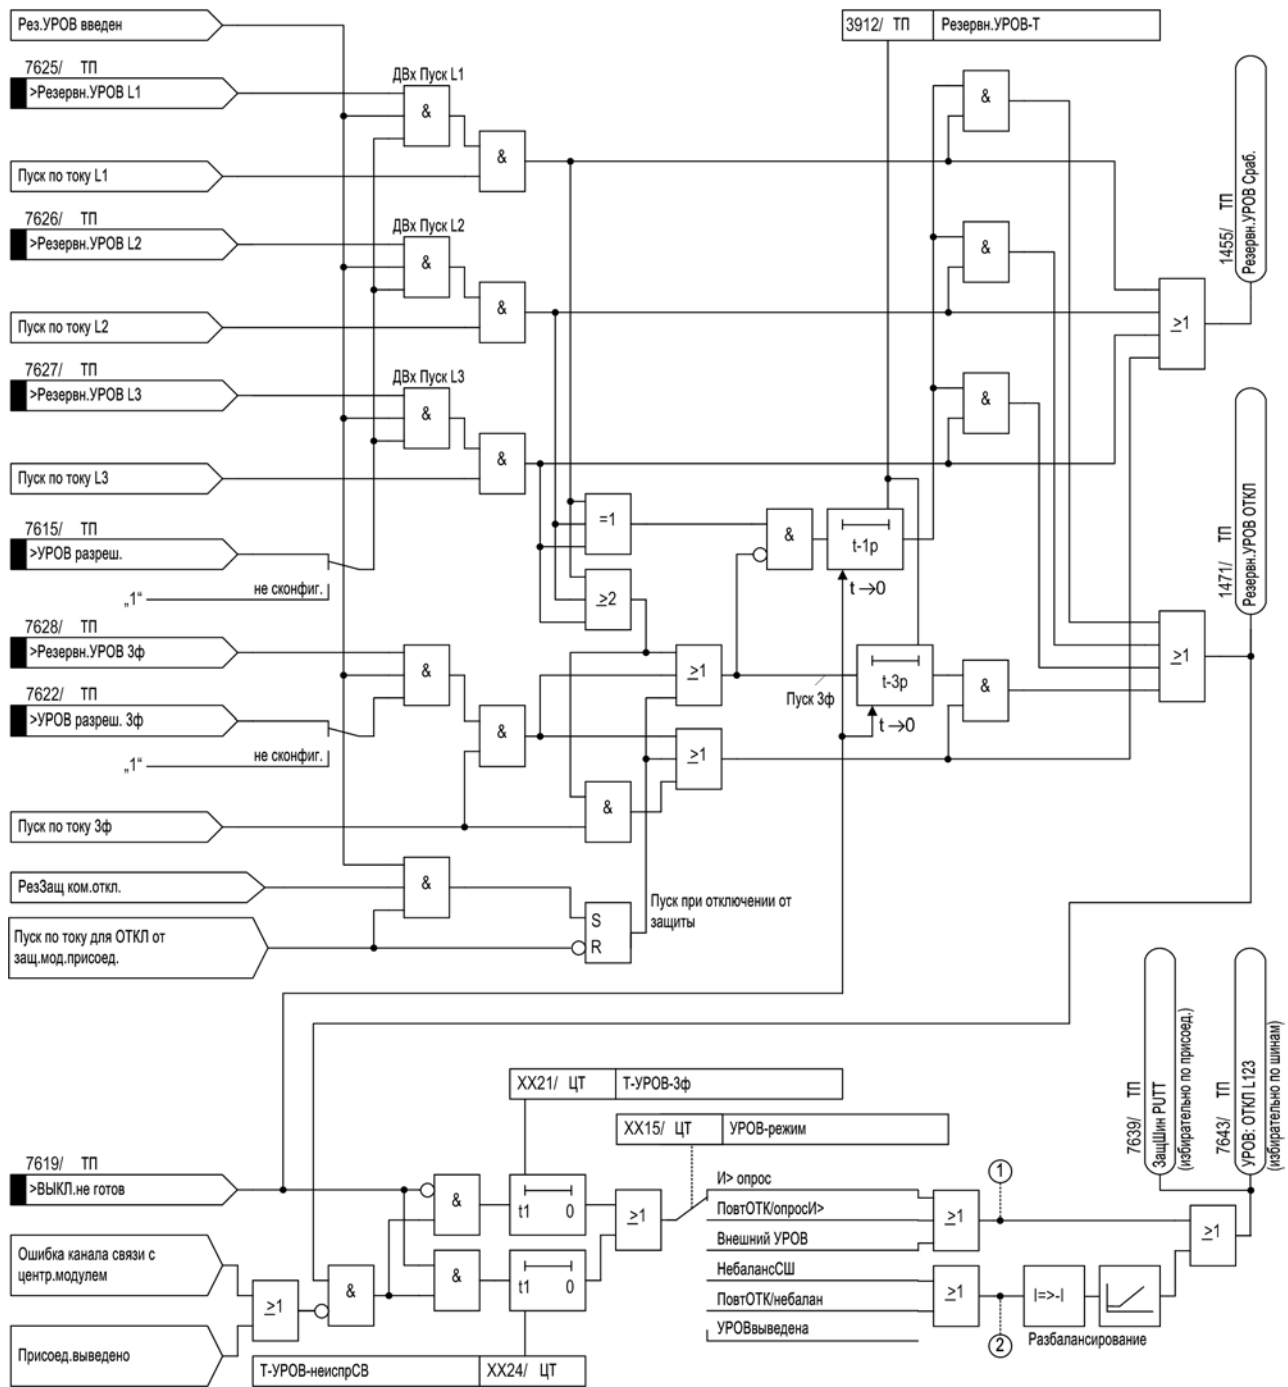 Рез.УРОВ введен
3912/ ТП Резервн.УРОВ-Т
7625/ ТП
>Резервн.УРОВ L1
ДВх Пуск L1
&
&
&
Пуск по току L1
7626/ ТП
>Резервн.УРОВ L2
ДВх Пуск L2
&
&
&
Пуск по току L2
1455/ ТП
Резервн.УРОВ Сраб.
≥1
7627/ ТП
>Резервн.УРОВ L3
ДВх Пуск L3
&
&
&
Пуск по току L3
7615/ ТП
>УРОВ разреш.
=1
&
t-1p
t→0
„1“
не сконфиг.
≥2
1471/ ТП
Резервн.УРОВ ОТКЛ
≥1
7628/ ТП
>Резервн.УРОВ 3ф
&
≥1
Пуск 3ф
t-3p
t→0
&
7622/ ТП
>УРОВ разреш. 3ф
&
≥1
„1“
не сконфиг.
Пуск по току 3ф
&
РезЗащ ком.откл.
&
S
R
Пуск при отключении от
защиты
Пуск по току для ОТКЛ от
защ.мод.присоед.
XX21/ ЦТ Т-УРОВ-3ф
XX15/ ЦТ УРОВ-режим
7639/ ТП
ЗащШин PUTT
(избирательно по присоед.)
7643/ ТП
УРОВ: ОТКЛ L123
(избирательно по шинам)
7619/ ТП
>ВЫКЛ.не готов
&
t1 0
≥1
И> опрос
ПовтОТК/опросИ>
Внешний УРОВ
≥1
1
≥1
Ошибка канала связи с
центр.модулем
≥1
&
&
t1 0
НебалансСШ
ПовтОТК/небалан
УРОВвыведена
≥1
2
I=>-I
Разбалансирование
Присоед.выведено
Т-УРОВ-неиспрСВ XX24/ ЦТ